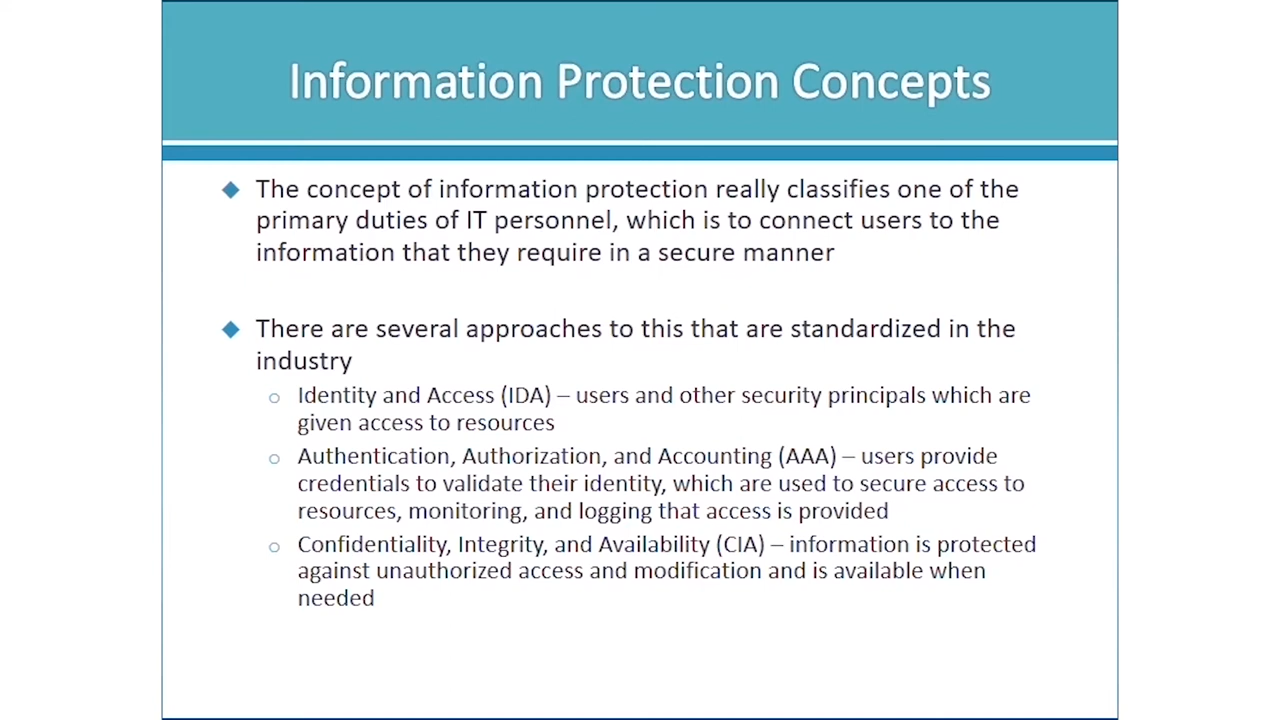 Information Protection Concepts
The concept of information protection really classifies one of the
primary duties of IT personnel, which is to connect users to the
information that they require in a secure manner
There are several approaches to this that are standardized in the
industry
Identity and Access (IDA) – users and other security principals which are
given access to resources
Authentication, Authorization, and Accounting (AAA) – users provide
credentials to validate their identity, which are used to secure access to
resources, monitoring, and logging that access is provided
Confidentiality, Integrity, and Availability (CIA) – information is protected
against unauthorized access and modification and is available when
needed